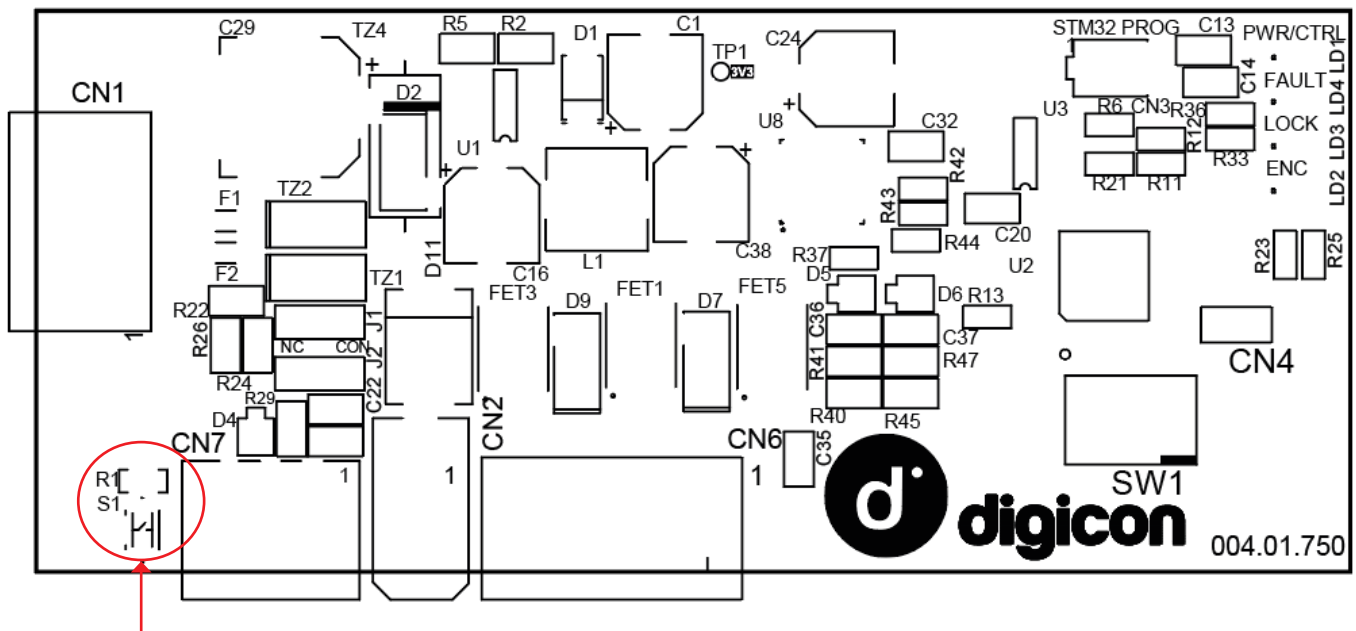 C29
TZ4
R5
R2
D1
C1
TP1
3V3
C24
STM32 PROG
C13
PWR/CTRL
LD1
CN1
D2
C14
FAULT
LD4
U1
U8
C32
U3
R6
CN3
R36
R12
LOCK
LD3
R42
R33
ENC
LD2
TZ2
F1
R21
R11
R43
D11
C16
L1
C38
R44
C20
R37
U2
R23
R25
F2
TZ1
FET3
FET1
FET5
D5
D6
R13
R22
R26
J1
D9
D7
C36
C37
1
NC
CON
J2
R41
R47
CN4
R24
C22
R29
D4
CN2
R40
R45
CN7
CN6
C35
R1
1
1
1
S1
SW1
d
digicon
004.01.750